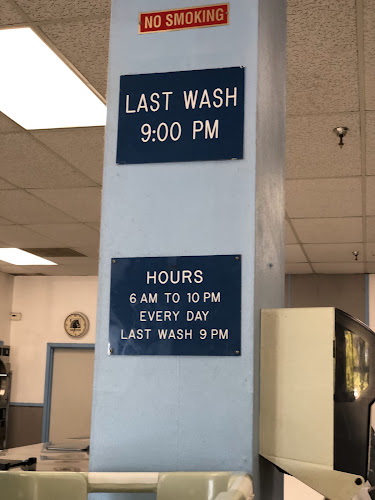 NO SMOKING
LAST WASH
9:00 PM
HOURS
6 AM TO 10 PM
EVERY DAY
LAST WASH 9 PM